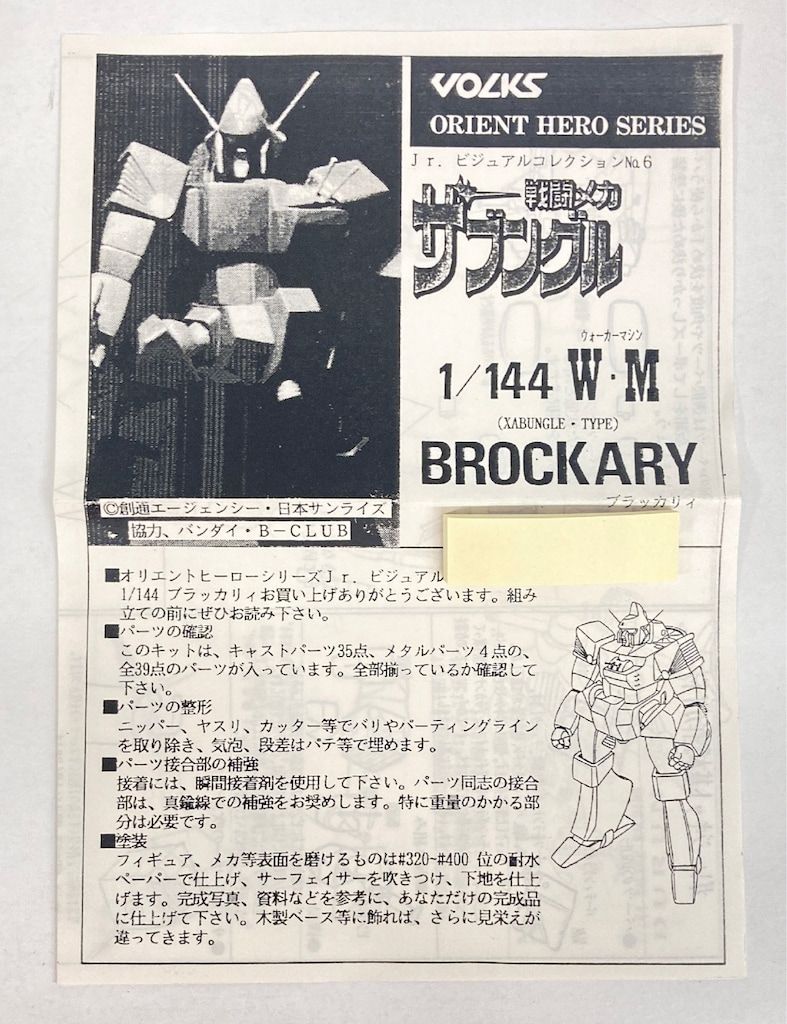 VOLKS
ORIENT HERO SERIES
Jr. ビジュアルコレクションNo.6
戦闘メカ
ザブングル
ウォーカーマシン
1/144 W·M
(XABUNGLE・TYPE)
BROCKARY
ブラッカリィ
©創通エージェンシー・日本サンライズ
協力、バンダイ・B-CLUB
■オリエントヒーローシリーズJr. ビジュアル
1/144 ブラッカリィお買い上げありがとうございます。組み
立ての前にぜひお読み下さい。
■パーツの確認
このキットは、キャストパーツ35点、メタルパーツ4点の、
全39点のパーツが入っています。全部揃っているか確認して
下さい。
■パーツの整形
ニッパー、ヤスリ、カッター等でバリやパーティングライン
を取り除き、気泡、段差はパテ等で埋めます。
■パーツ接合部の補強
接着には、瞬間接着剤を使用して下さい。パーツ同志の接合
部は、真鍮線での補強をお奨めします。特に重量のかかる部
分は必要です。
■塗装
フィギュア、メカ等表面を磨けるものは#320~#400 位の耐水
ペーパーで仕上げ、サーフェイサーを吹きつけ、下地を仕上
げます。完成写真、資料などを参考に、あなただけの完成品
に仕上げて下さい。木製ベース等に飾れば、さらに見栄えが
違ってきます。